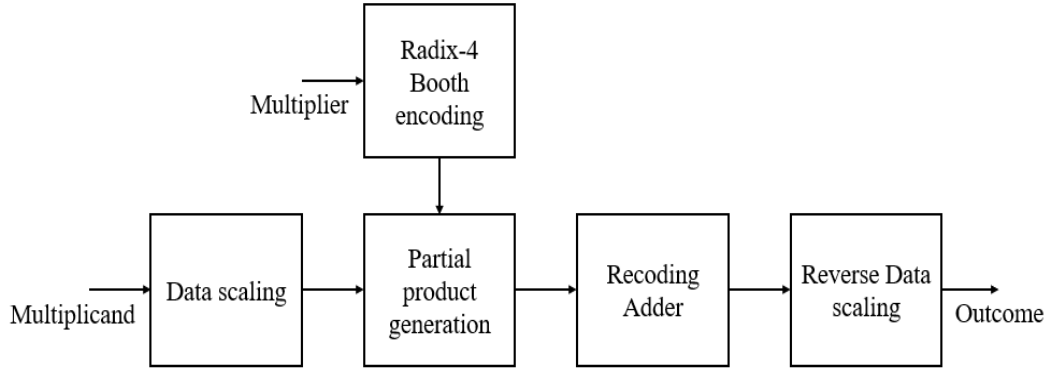 Radix-4
Booth
encoding
Multiplier
Data scaling
Partial
product
generation
Recoding
Adder
Reverse Data
scaling
Multiplicand
Outcome